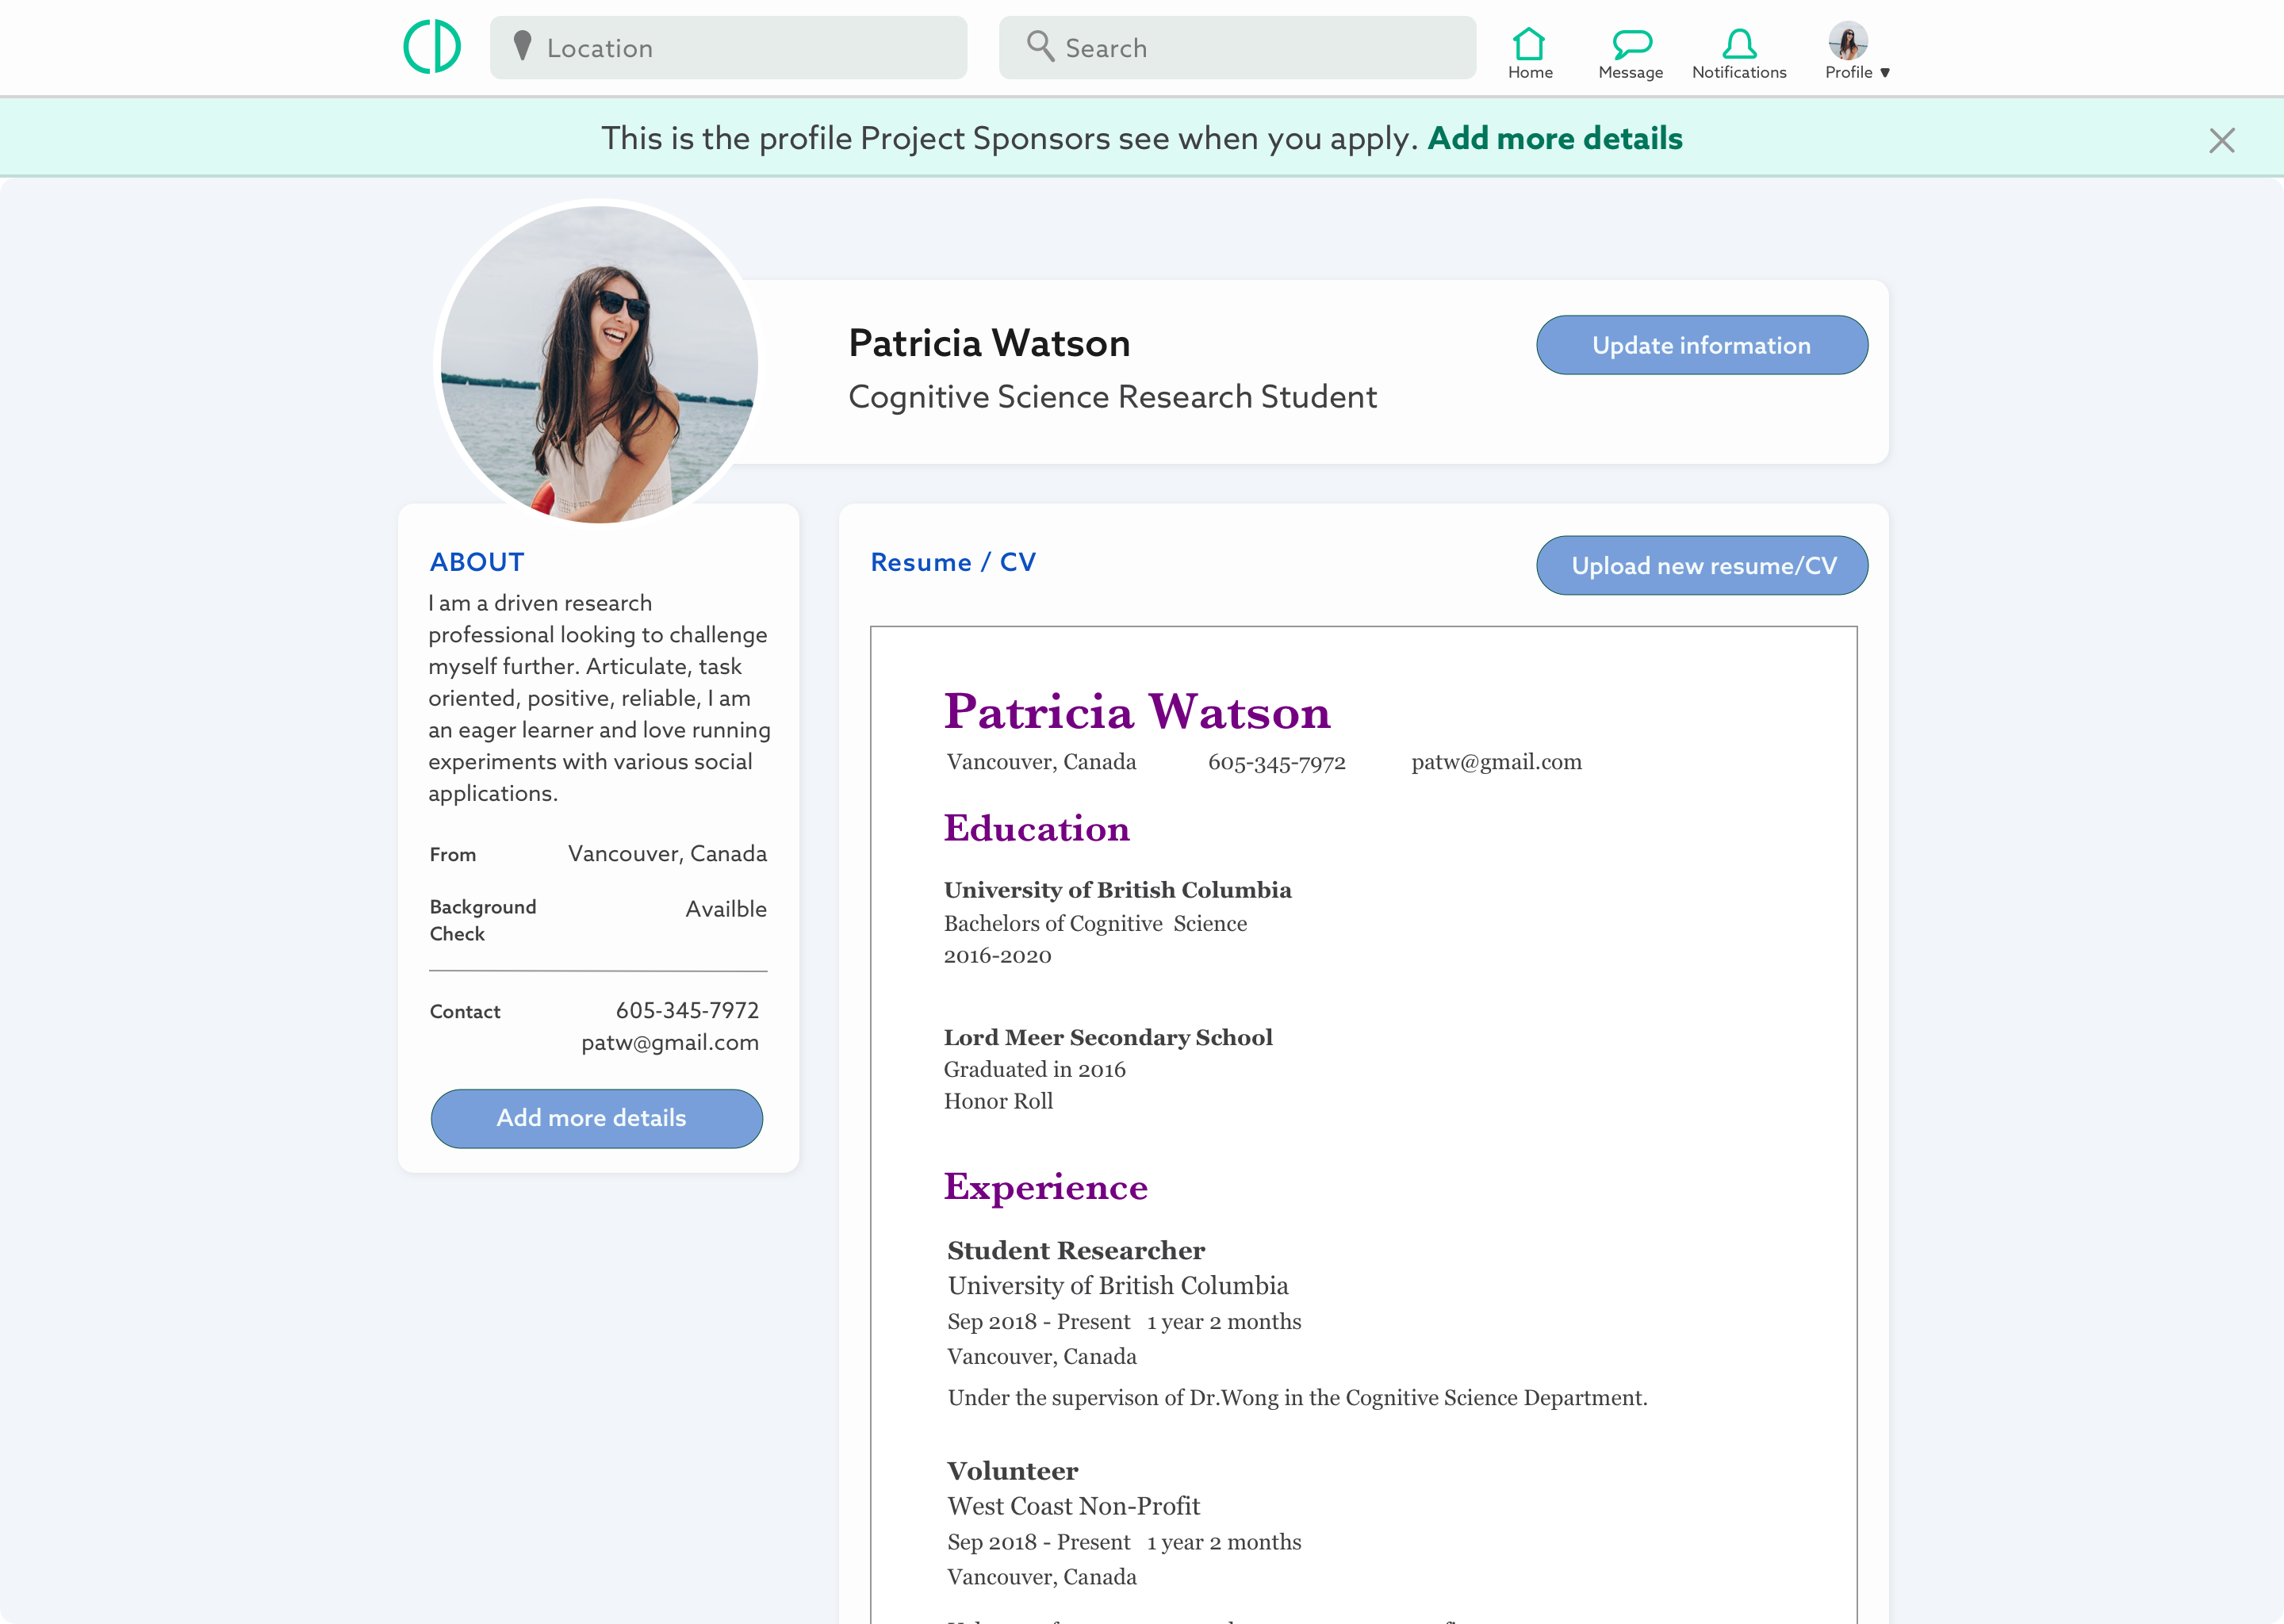 Location
Search
Home
Message
Notifications
Profile
This is the profile Project Sponsors see when you apply. Add more details
Patricia Watson
Cognitive Science Research Student
Update information
ABOUT
I am a driven research
professional looking to challenge
myself further. Articulate, task
oriented, positive, reliable, I am
an eager learner and love running
experiments with various social
applications.
From Vancouver, Canada
Background
Check
Availble
Contact
605-345-7972
patw@gmail.com
Add more details
Resume / CV
Upload new resume/CV
Patricia Watson
Vancouver, Canada 605-345-7972 patw@gmail.com
Education
University of British Columbia
Bachelors of Cognitive Science
2016-2020
Lord Meer Secondary School
Graduated in 2016
Honor Roll
Experience
Student Researcher
University of British Columbia
Sep 2018 - Present 1 year 2 months
Vancouver, Canada
Under the supervison of Dr.Wong in the Cognitive Science Department.
Volunteer
West Coast Non-Profit
Sep 2018 - Present 1 year 2 months
Vancouver, Canada